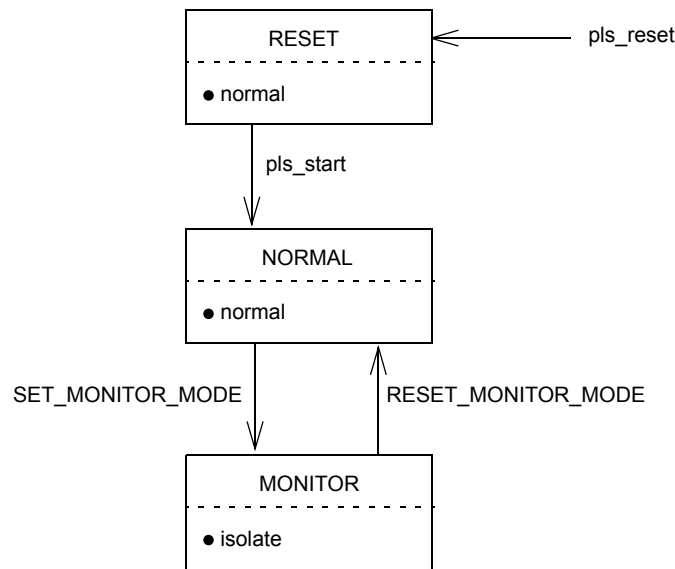 RESET
pls_reset
● normal
pls_start
NORMAL
● normal
SET_MONITOR_MODE
RESET_MONITOR_MODE
MONITOR
● isolate